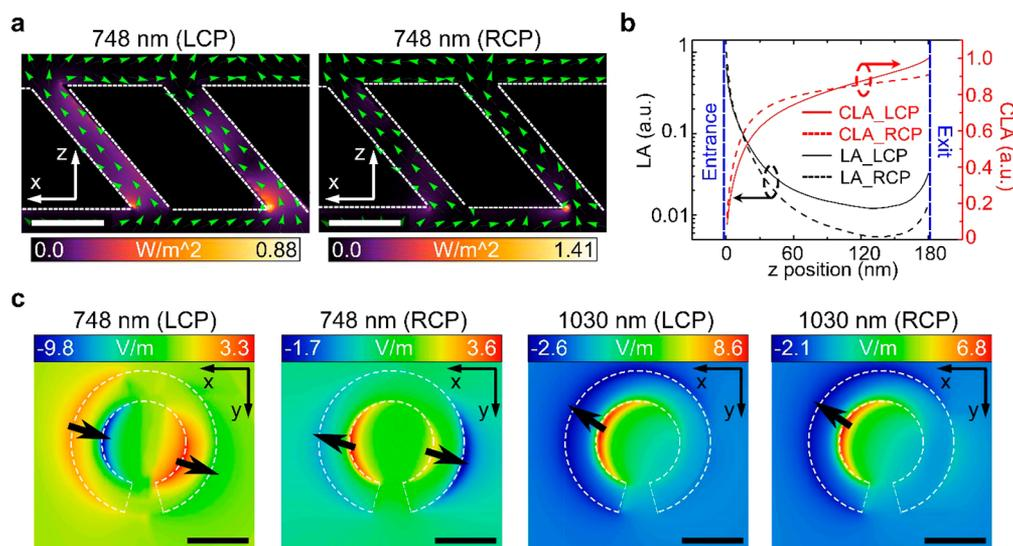 a
748 nm (LCP)
748 nm (RCP)
z
x
z
x
0.0 W/m^2 0.88
0.0 W/m^2 1.41
b
1
0.1
0.01
LA (a.u.)
Entrance
CLA_LCP
CLA_RCP
LA_LCP
LA_RCP
Exit
1.0
0.8
0.6
0.4
0.2
0
CLA (a.u.)
0 60 120 180
z position (nm)
c
748 nm (LCP)
748 nm (RCP)
1030 nm (LCP)
1030 nm (RCP)
-9.8 V/m 3.3
-1.7 V/m 3.6
-2.6 V/m 8.6
-2.1 V/m 6.8
x
y
x
y
x
y
x
y